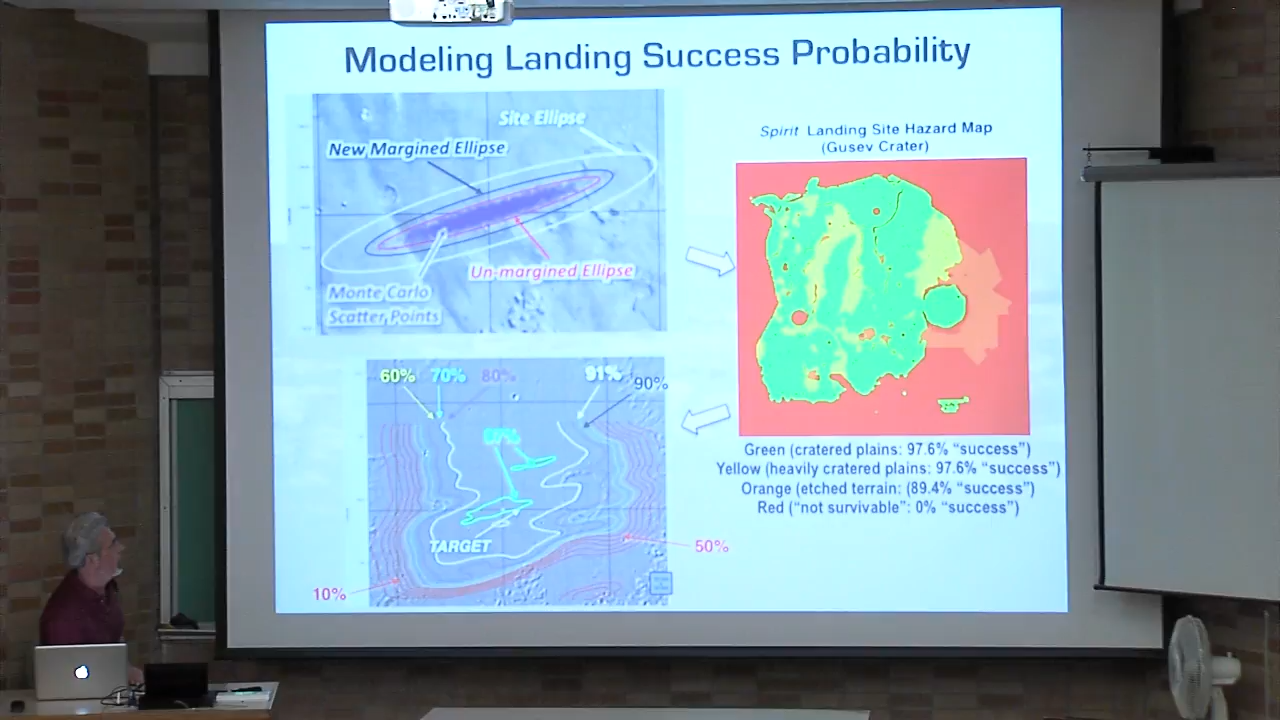 Modeling Landing Success Probability
Site Ellipse
New Margined Ellipse
Un-margined Ellipse
Monte Carlo
Scatter Points
Spirit Landing Site Hazard Map
(Gusev Crater)
Green (cratered plains: 97.6% “success”)
Yellow (heavily cratered plains: 97.6% “success”)
Orange (etched terrain: (89.4% “success”)
Red (“not survivable”: 0% “success”)
60% 70% 80% 91% 90%
TARGET
50%
10%